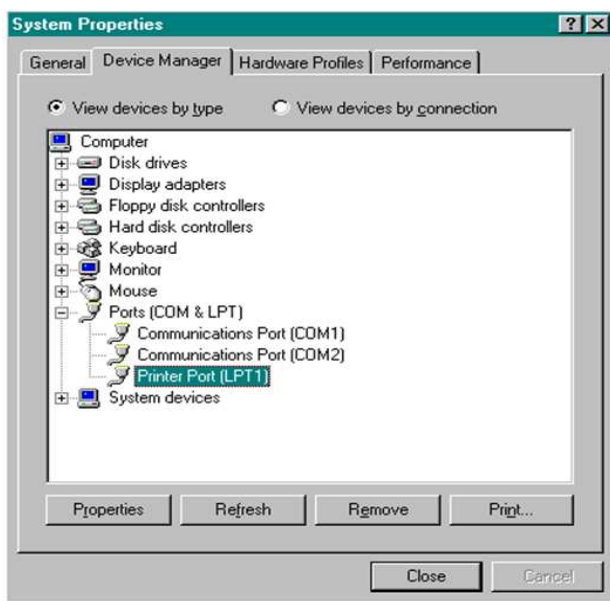 System Properties ? X
General Device Manager Hardware Profiles Performance
View devices by type View devices by connection
Computer
Disk drives
Display adapters
Floppy disk controllers
Hard disk controllers
Keyboard
Monitor
Mouse
Ports (COM & LPT)
Communications Port (COM1)
Communications Port (COM2)
Printer Port (LPT1)
System devices
Properties Refresh Remove Print...
Close Cancel